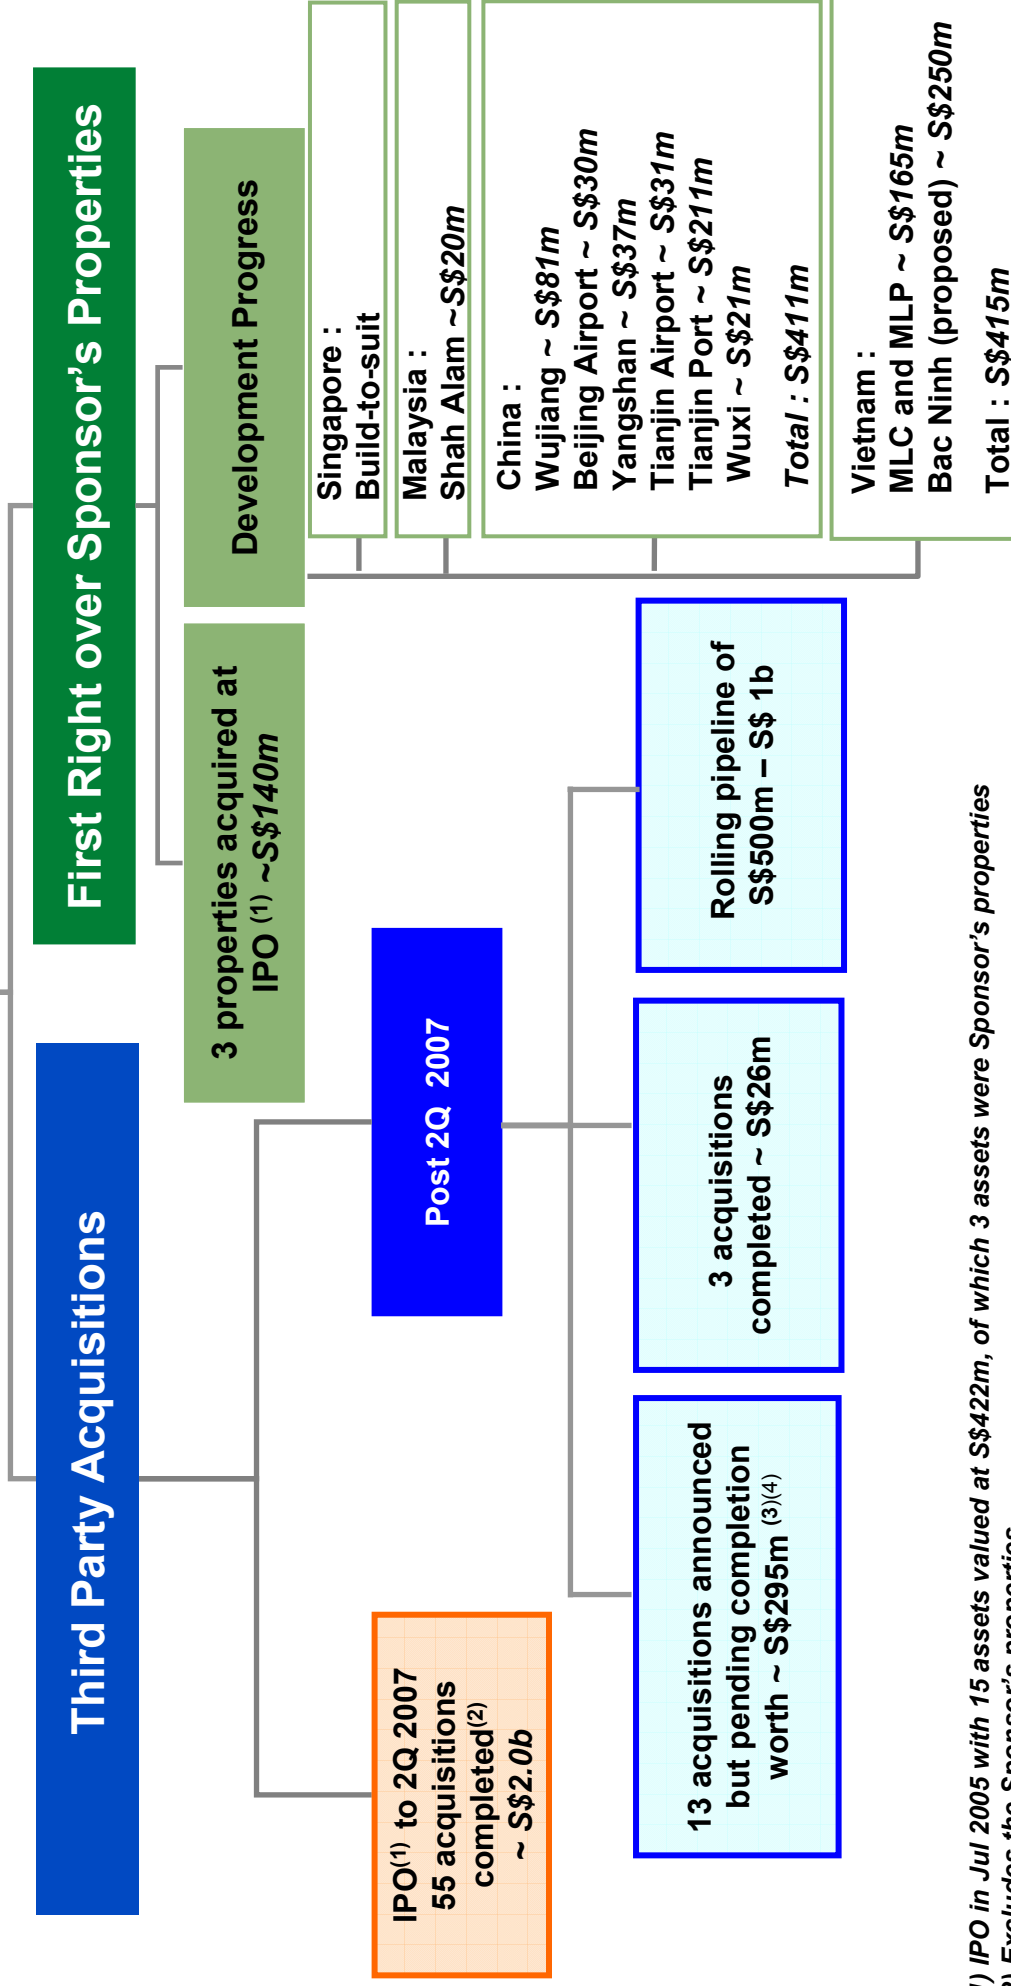 Third Party Acquisitions
First Right over Sponsor’s Properties
3 properties acquired at
IPO (1) ~S$140m
Development Progress
Singapore :
Build-to-suit
Malaysia :
Shah Alam ~S$20m
China :
Wujiang ~ S$81m
Beijing Airport ~ S$30m
Yangshan ~ S$37m
Tianjin Airport ~ S$31m
Tianjin Port ~ S$211m
Wuxi ~ S$21m
Total : S$411m
Vietnam :
MLC and MLP ~ S$165m
Bac Ninh (proposed) ~ S$250m
Total : S$415m
IPO(1) to 2Q 2007
55 acquisitions
completed(2)
~ S$2.0b
Post 2Q 2007
13 acquisitions announced
but pending completion
worth ~ S$295m (3)(4)
3 acquisitions
completed ~ S$26m
Rolling pipeline of
S$500m – S$ 1b
1) IPO in Jul 2005 with 15 assets valued at S$422m, of which 3 assets were Sponsor’s properties
) Excludes the Sponsor’s properties